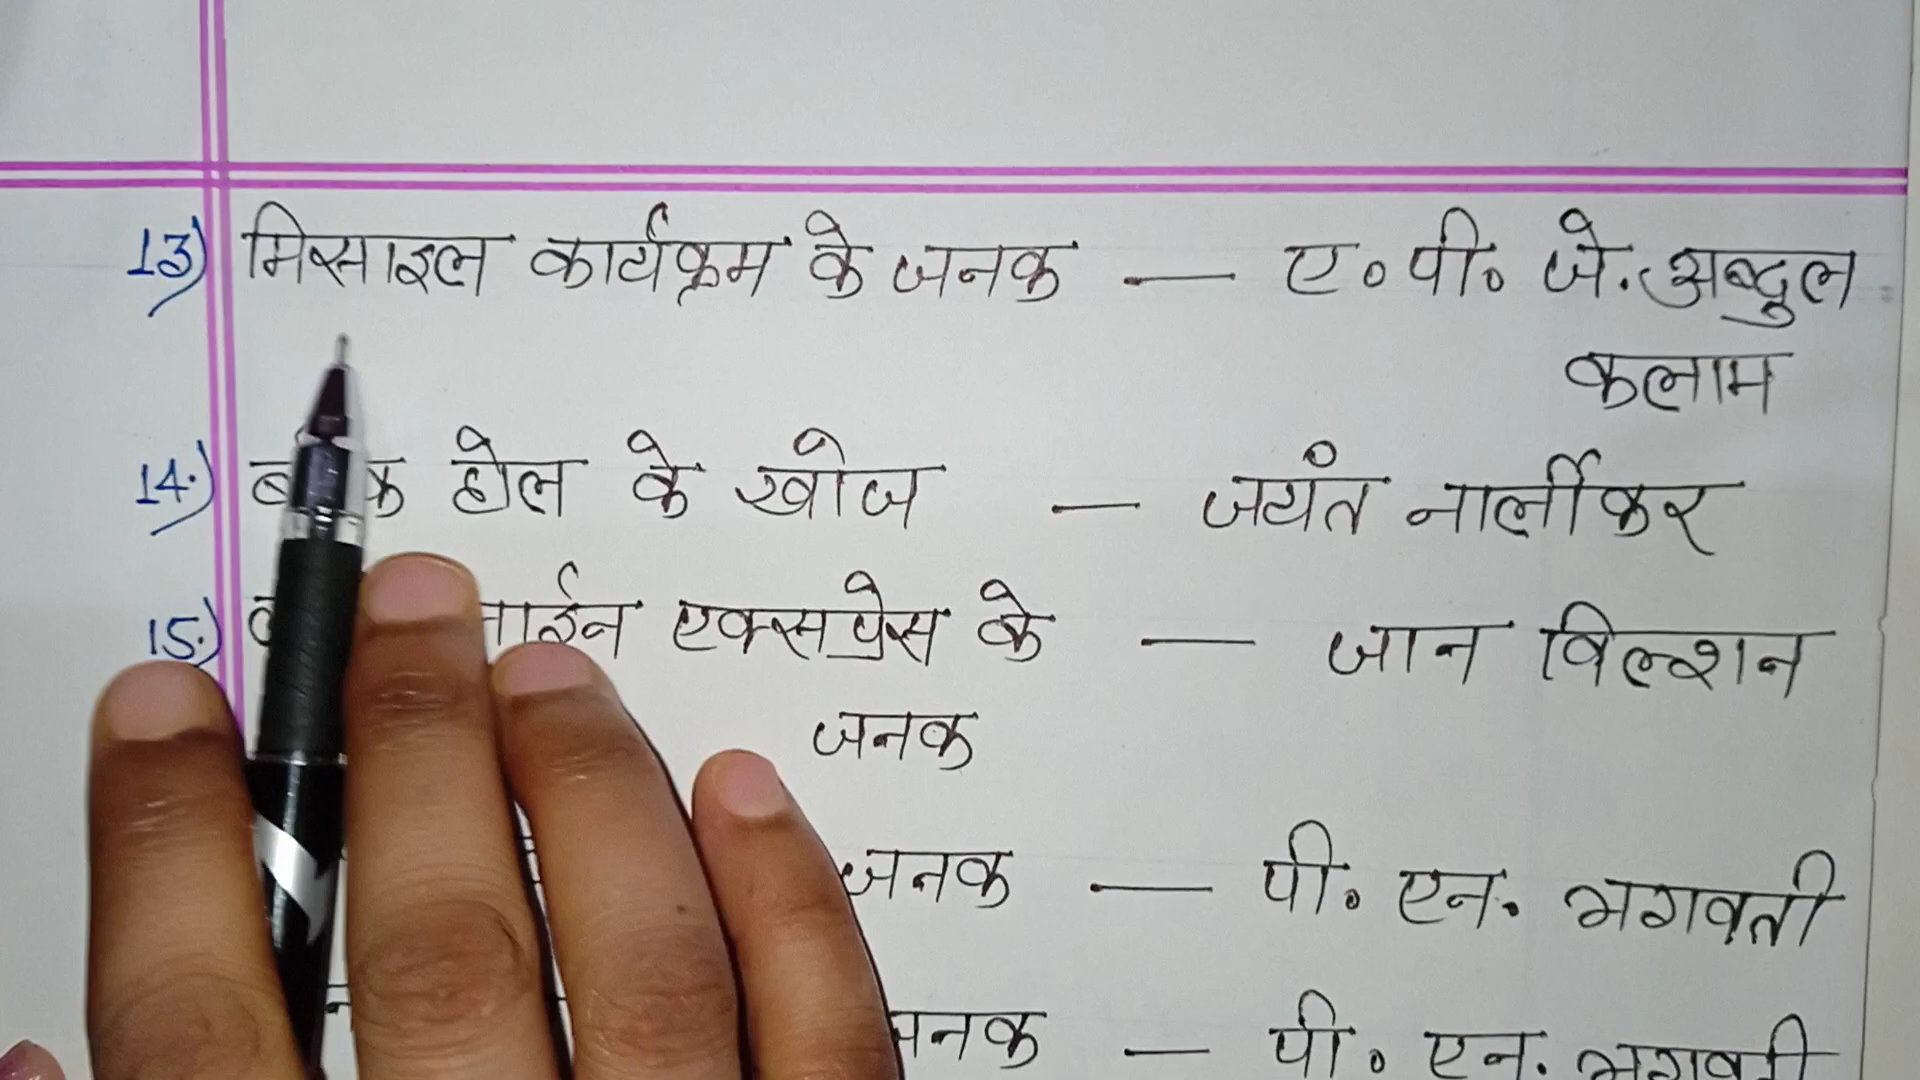 13) मिसाइल कार्यक्रम के जनक — ए॰ पी॰ जे. अब्दुल
कलाम
14.) होल के खोज — जयंत नार्लीकर
15.) एक्सप्रेस के — जान विल्शन
जनक
जनक — पी॰ एन. भगवती
जनक — पी॰ एन. भगवती